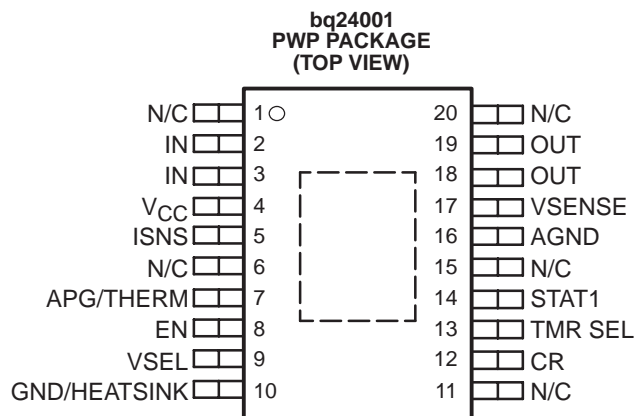 bq24001
PWP PACKAGE
(TOP VIEW)
N/C 1 20 N/C
IN 2 19 OUT
IN 3 18 OUT
VCC 4 17 VSENSE
ISNS 5 16 AGND
N/C 6 15 N/C
APG/THERM 7 14 STAT1
EN 8 13 TMR SEL
VSEL 9 12 CR
GND/HEATSINK 10 11 N/C